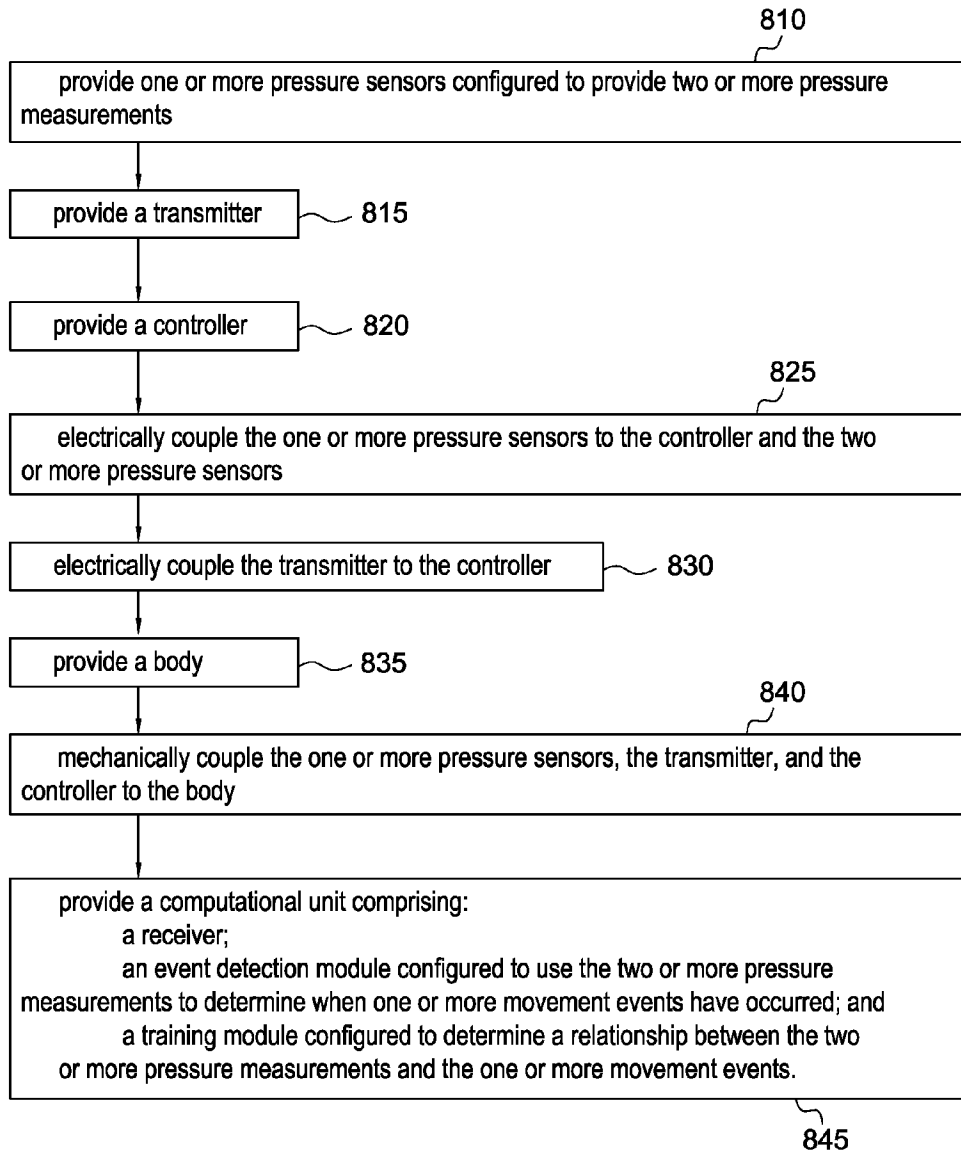 810
provide one or more pressure sensors configured to provide two or more pressure
measurements
provide a transmitter
815
provide a controller
820
825
electrically couple the one or more pressure sensors to the controller and the two
or more pressure sensors
electrically couple the transmitter to the controller
830
provide a body
835
840
mechanically couple the one or more pressure sensors, the transmitter, and the
controller to the body
provide a computational unit comprising:
a receiver;
an event detection module configured to use the two or more pressure
measurements to determine when one or more movement events have occurred; and
a training module configured to determine a relationship between the two
or more pressure measurements and the one or more movement events.
845